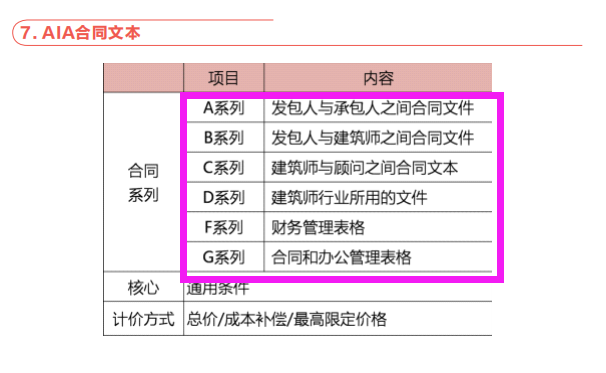 7. AIA合同文本
项目 内容
A系列 发包人与承包人之间合同文件
B系列 发包人与建筑师之间合同文件
C系列 建筑师与顾问之间合同文本
合同系列
D系列 建筑师行业所用的文件
F系列 财务管理表格
G系列 合同和办公管理表格
核心 通用条件
计价方式 总价/成本补偿/最高限定价格